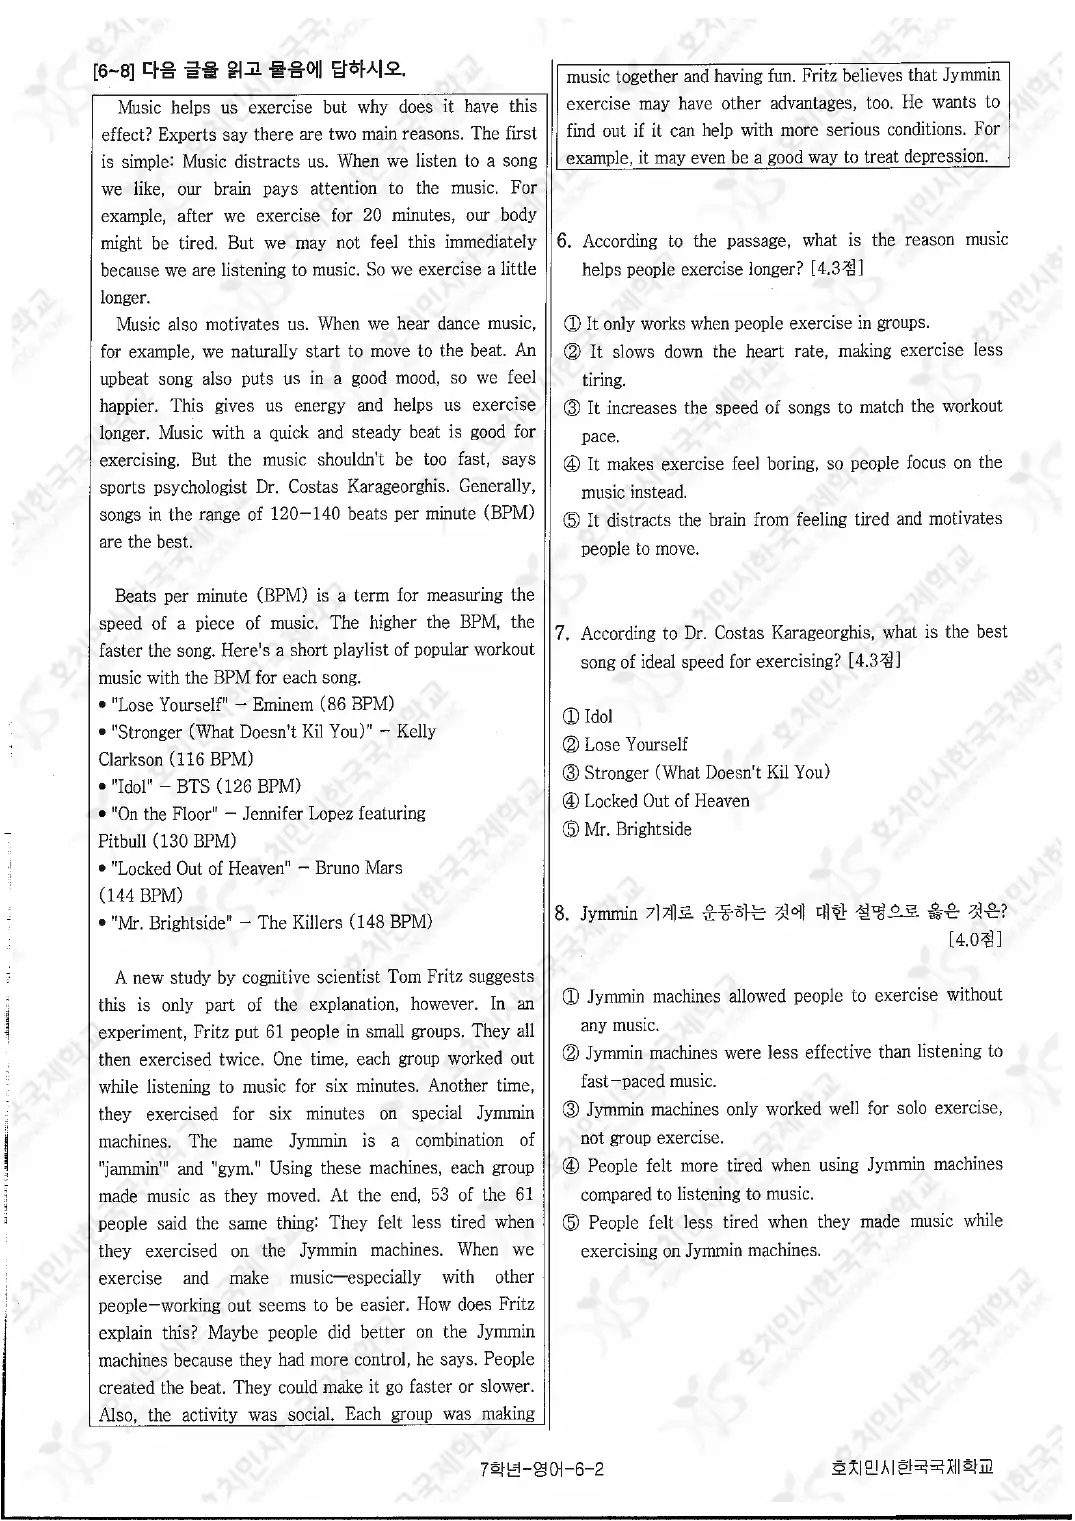 [6~8] 다음 글을 읽고 물음에 답하시오.
Music helps us exercise but why does it have this
effect? Experts say there are two main reasons. The first
is simple: Music distracts us. When we listen to a song
we like, our brain pays attention to the music. For
example, after we exercise for 20 minutes, our body
might be tired. But we may not feel this immediately
because we are listening to music. So we exercise a little
longer.
Music also motivates us. When we hear dance music,
for example, we naturally start to move to the beat. An
upbeat song also puts us in a good mood, so we feel
happier. This gives us energy and helps us exercise
longer. Music with a quick and steady beat is good for
exercising. But the music shouldn't be too fast, says
sports psychologist Dr. Costas Karageorghis. Generally,
songs in the range of 120-140 beats per minute (BPM)
are the best.
Beats per minute (BPM) is a term for measuring the
speed of a piece of music. The higher the BPM, the
faster the song. Here's a short playlist of popular workout
music with the BPM for each song.
• "Lose Yourself" - Eminem (86 BPM)
• "Stronger (What Doesn't Kil You)" - Kelly
Clarkson (116 BPM)
• "Idol" - BTS (126 BPM)
• "On the Floor" - Jennifer Lopez featuring
Pitbull (130 BPM)
• "Locked Out of Heaven" - Bruno Mars
(144 BPM)
• "Mr. Brightside" - The Killers (148 BPM)
A new study by cognitive scientist Tom Fritz suggests
this is only part of the explanation, however. In an
experiment, Fritz put 61 people in small groups. They all
then exercised twice. One time, each group worked out
while listening to music for six minutes. Another time,
they exercised for six minutes on special Jymmin
machines. The name Jymmin is a combination of
"jammin'" and "gym." Using these machines, each group
made music as they moved. At the end, 53 of the 61
people said the same thing: They felt less tired when
they exercised on the Jymmin machines. When we
exercise and make music—especially with other
people—working out seems to be easier. How does Fritz
explain this? Maybe people did better on the Jymmin
machines because they had more control, he says. People
created the beat. They could make it go faster or slower.
Also, the activity was social. Each group was making
music together and having fun. Fritz believes that Jymmin
exercise may have other advantages, too. He wants to
find out if it can help with more serious conditions. For
example, it may even be a good way to treat depression.
6. According to the passage, what is the reason music
helps people exercise longer? [4.3점]
① It only works when people exercise in groups.
② It slows down the heart rate, making exercise less
tiring.
③ It increases the speed of songs to match the workout
pace.
④ It makes exercise feel boring, so people focus on the
music instead.
⑤ It distracts the brain from feeling tired and motivates
people to move.
7. According to Dr. Costas Karageorghis, what is the best
song of ideal speed for exercising? [4.3점]
① Idol
② Lose Yourself
③ Stronger (What Doesn't Kil You)
④ Locked Out of Heaven
⑤ Mr. Brightside
8. Jymmin 기계로 운동하는 것에 대한 설명으로 옳은 것은?
[4.0점]
① Jymmin machines allowed people to exercise without
any music.
② Jymmin machines were less effective than listening to
fast-paced music.
③ Jymmin machines only worked well for solo exercise,
not group exercise.
④ People felt more tired when using Jymmin machines
compared to listening to music.
⑤ People felt less tired when they made music while
exercising on Jymmin machines.
7학년-영어-6-2
호치민시한국국제학교